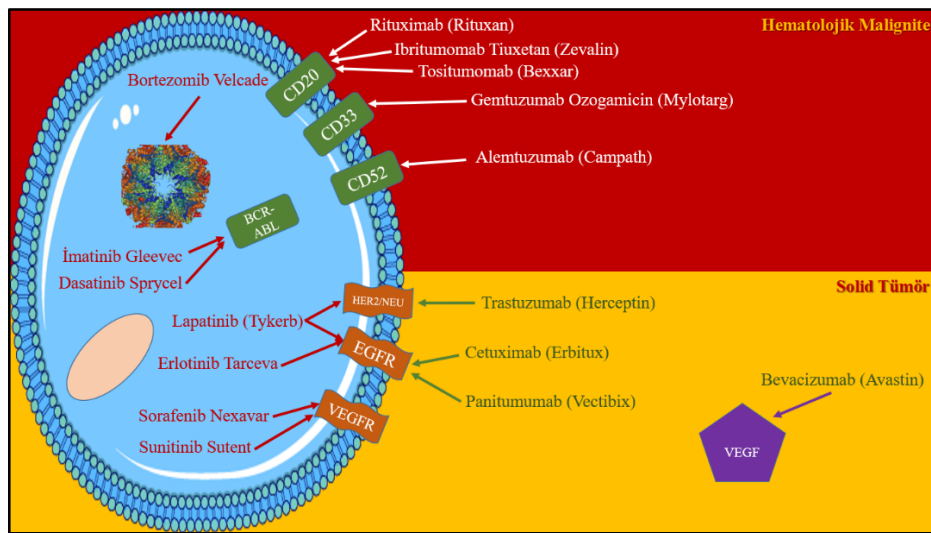 Hematolojik Malignite
Rituximab (Rituxan)
Ibritumomab Tiuxetan (Zevalin)
Tositumomab (Bexxar)
CD20
Bortezomib Velcade
Gemtuzumab Ozogamicin (Mylotarg)
CD33
Alemtuzumab (Campath)
CD52
BCR-
ABL
İmatinib Gleevec
Dasatinib Sprycel
Solid Tümör
HER2/NEU
Trastuzumab (Herceptin)
Lapatinib (Tykerb)
EGFR
Cetuximab (Erbitux)
Erlotinib Tarceva
Bevacizumab (Avastin)
Panitumumab (Vectibix)
Sorafenib Nexavar
VEGFR
Sunitinib Sutent
VEGF